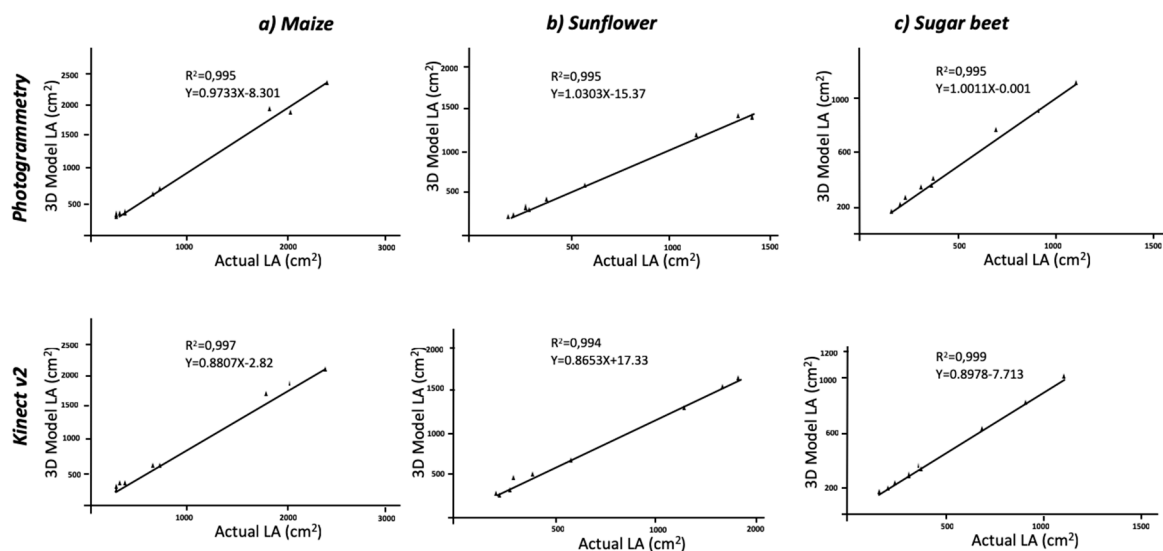 a) Maize
b) Sunflower
c) Sugar beet
Photogrammetry
3D Model LA (cm²)
2500
2000
1500
1000
500
R²=0,995
Y=0.9733X-8.301
1000
2000
3000
Actual LA (cm²)
3D Model LA (cm²)
2000
1500
1000
500
R²=0,995
Y=1.0303X-15.37
500
1000
1500
Actual LA (cm²)
3D Model LA (cm²)
1000
600
200
R²=0,995
Y=1.0011X-0.001
500
1000
1500
Actual LA (cm²)
Kinect v2
3D Model LA (cm²)
2500
2000
1500
1000
500
R²=0,997
Y=0.8807X-2.82
1000
2000
3000
Actual LA (cm²)
3D Model LA (cm²)
2000
1500
1000
500
R²=0,994
Y=0.8653X+17.33
500
1000
2000
Actual LA (cm²)
3D Model LA (cm²)
1200
1000
600
200
R²=0,999
Y=0.8978-7.713
500
1000
1500
Actual LA (cm²)